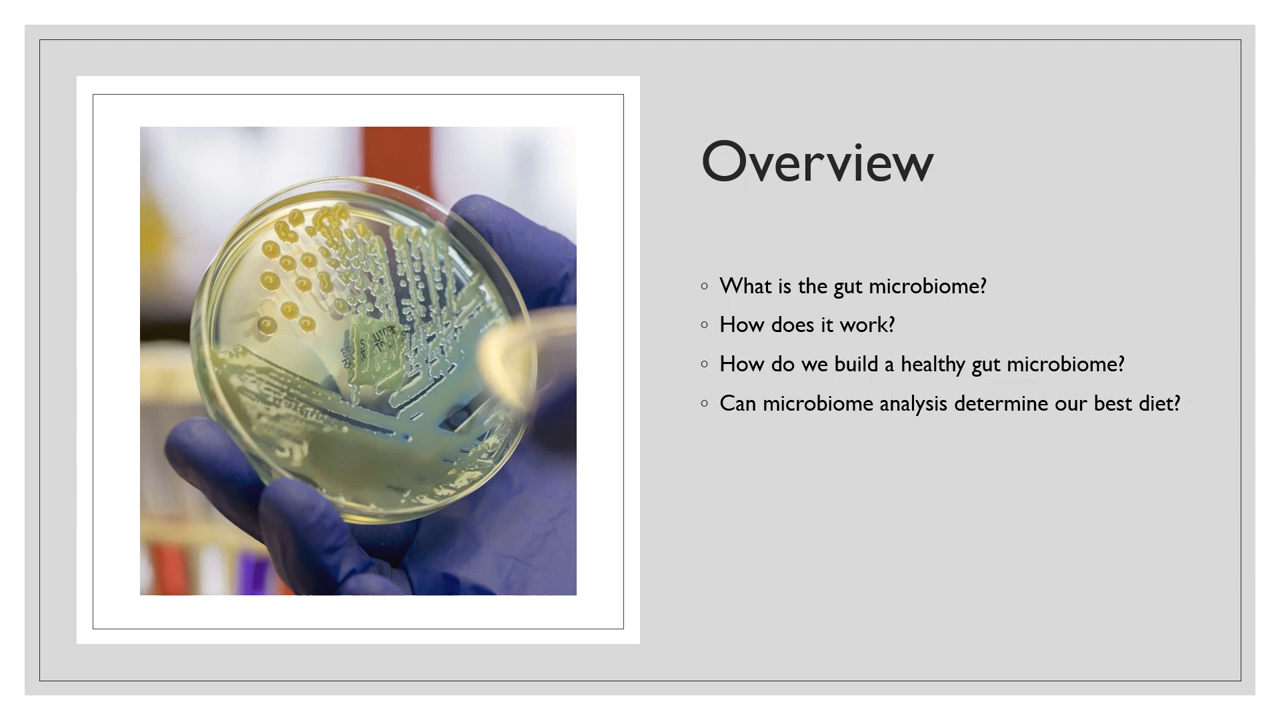 Overview
◦ What is the gut microbiome?
◦ How does it work?
◦ How do we build a healthy gut microbiome?
◦ Can microbiome analysis determine our best diet?